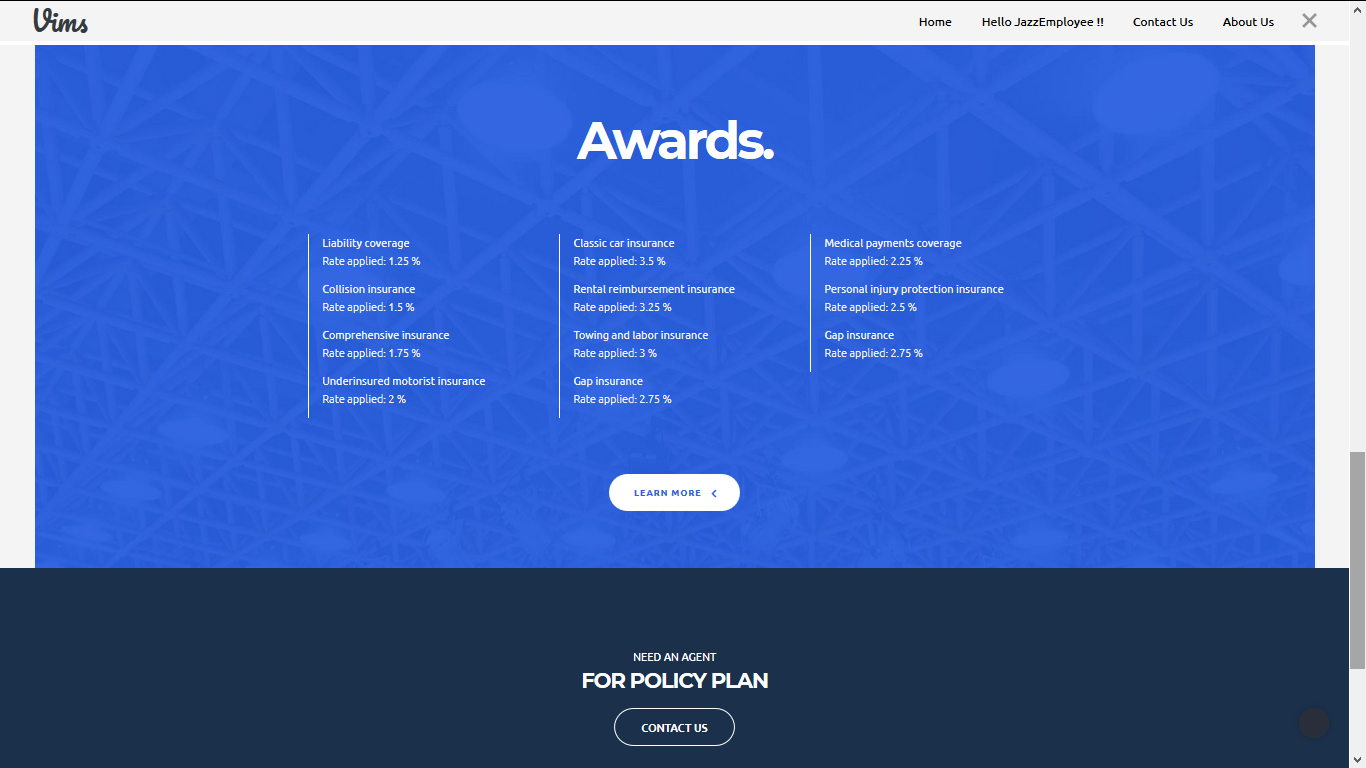 Vims
Home
Hello JazzEmployee !!
Contact Us
About Us
Awards.
Liability coverage
Rate applied: 1.25 %
Collision insurance
Rate applied: 1.5 %
Comprehensive insurance
Rate applied: 1.75 %
Underinsured motorist insurance
Rate applied: 2 %
Classic car insurance
Rate applied: 3.5 %
Rental reimbursement insurance
Rate applied: 3.25 %
Towing and labor insurance
Rate applied: 3 %
Gap insurance
Rate applied: 2.75 %
Medical payments coverage
Rate applied: 2.25 %
Personal injury protection insurance
Rate applied: 2.5 %
Gap insurance
Rate applied: 2.75 %
LEARN MORE
NEED AN AGENT
FOR POLICY PLAN
CONTACT US